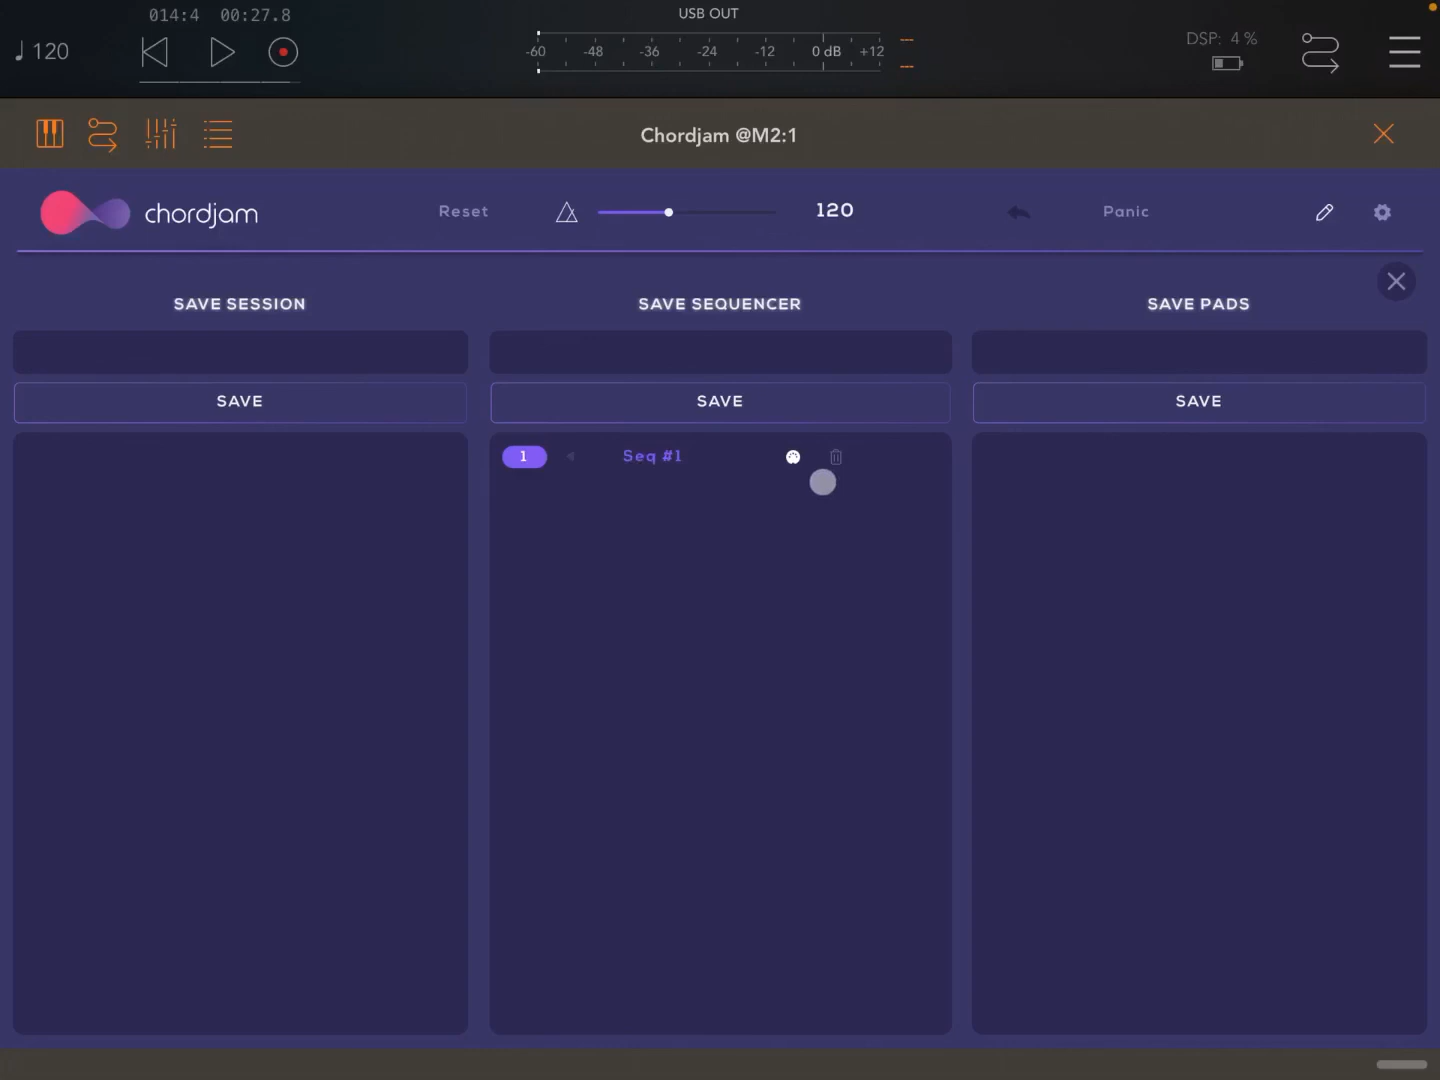 014:4 00:27.8
USB OUT
♩ 120
-60 -48 -36 -24 -12 0 dB +12
DSP: 4 %
Chordjam @M2:1
chordjam
Reset
120
Panic
SAVE SESSION
SAVE SEQUENCER
SAVE PADS
SAVE
SAVE
SAVE
1
Seq #1